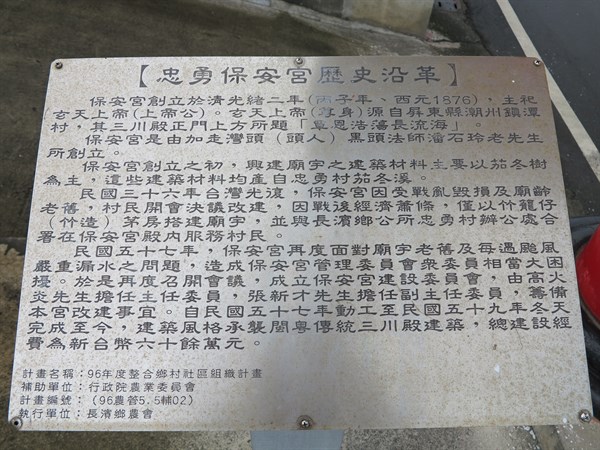 【忠勇保安宮歷史沿革】
保安宮創立於清光緒二年(丙子年、西元1876)，主祀
玄天上帝(上帝公)。玄天上帝(尊身)源自屏東縣潮州鎮潭
村，其三川殿正門上方所題「章恩浩蕩長流海」。
保安宮是由加走灣頭(頭人)黑頭法師潘石玲老先生
所創立。
保安宮創立之初，興建廟宇之建築材料主要以茄冬樹
為主，這些建築材料均產自忠勇村茄冬溪。
民國三十六年台灣光復，保安宮因受戰亂毀損及廟齡
老舊，村民開會決議改建，因戰後經濟蕭條，僅以竹籠仔
(竹造)茅房搭建廟宇，並與長濱鄉公所忠勇村辦公處合
署在保安宮殿內服務村民。
民國五十七年，保安宮再度面對廟宇老舊及每遇颱風
嚴重漏水之問題，造成保安宮管理委員會眾委員相當大困
擾。於是再度召開會議，成立保安宮建設委員會，由高火
炎先生擔任主任委員，張新才先生擔任副主任委員，籌備
本宮改建事宜。自民國五十七年動工至民國五十九年冬天
完成至今，建築風格承襲閩粵傳統三川殿建築，總建設經
費為新台幣六十餘萬元。
計畫名稱：96年度整合鄉村社區組織計畫
補助單位：行政院農業委員會
計畫編號：（96農管5.5輔02）
執行單位：長濱鄉農會